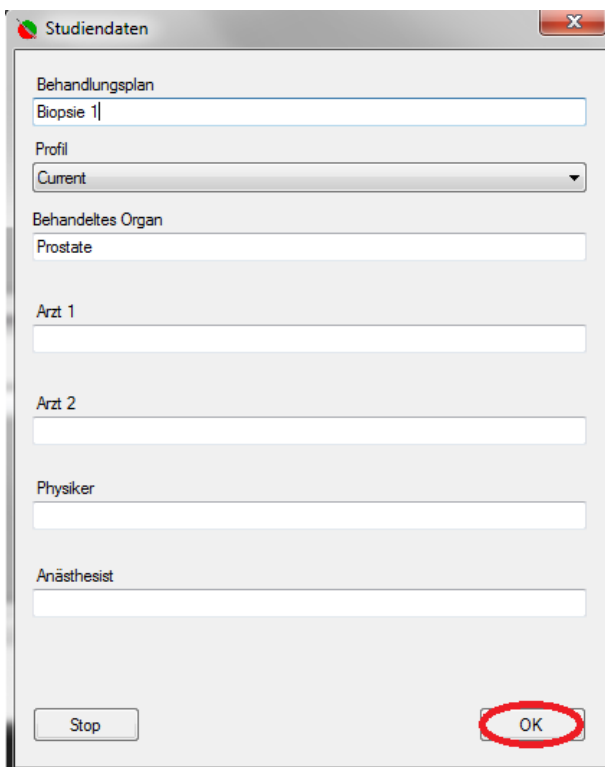 Studiendaten
Behandlungsplan
Biopsie 1
Profil
Current
Behandeltes Organ
Prostate
Arzt 1
Arzt 2
Physiker
Anästhesist
Stop
OK